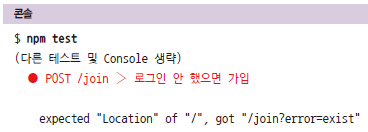 콘솔
$ npm test
(다른 테스트 및 Console 생략)
● POST /join > 로그인 안 했으면 가입
expected "Location" of "/", got "/join?error=exist"